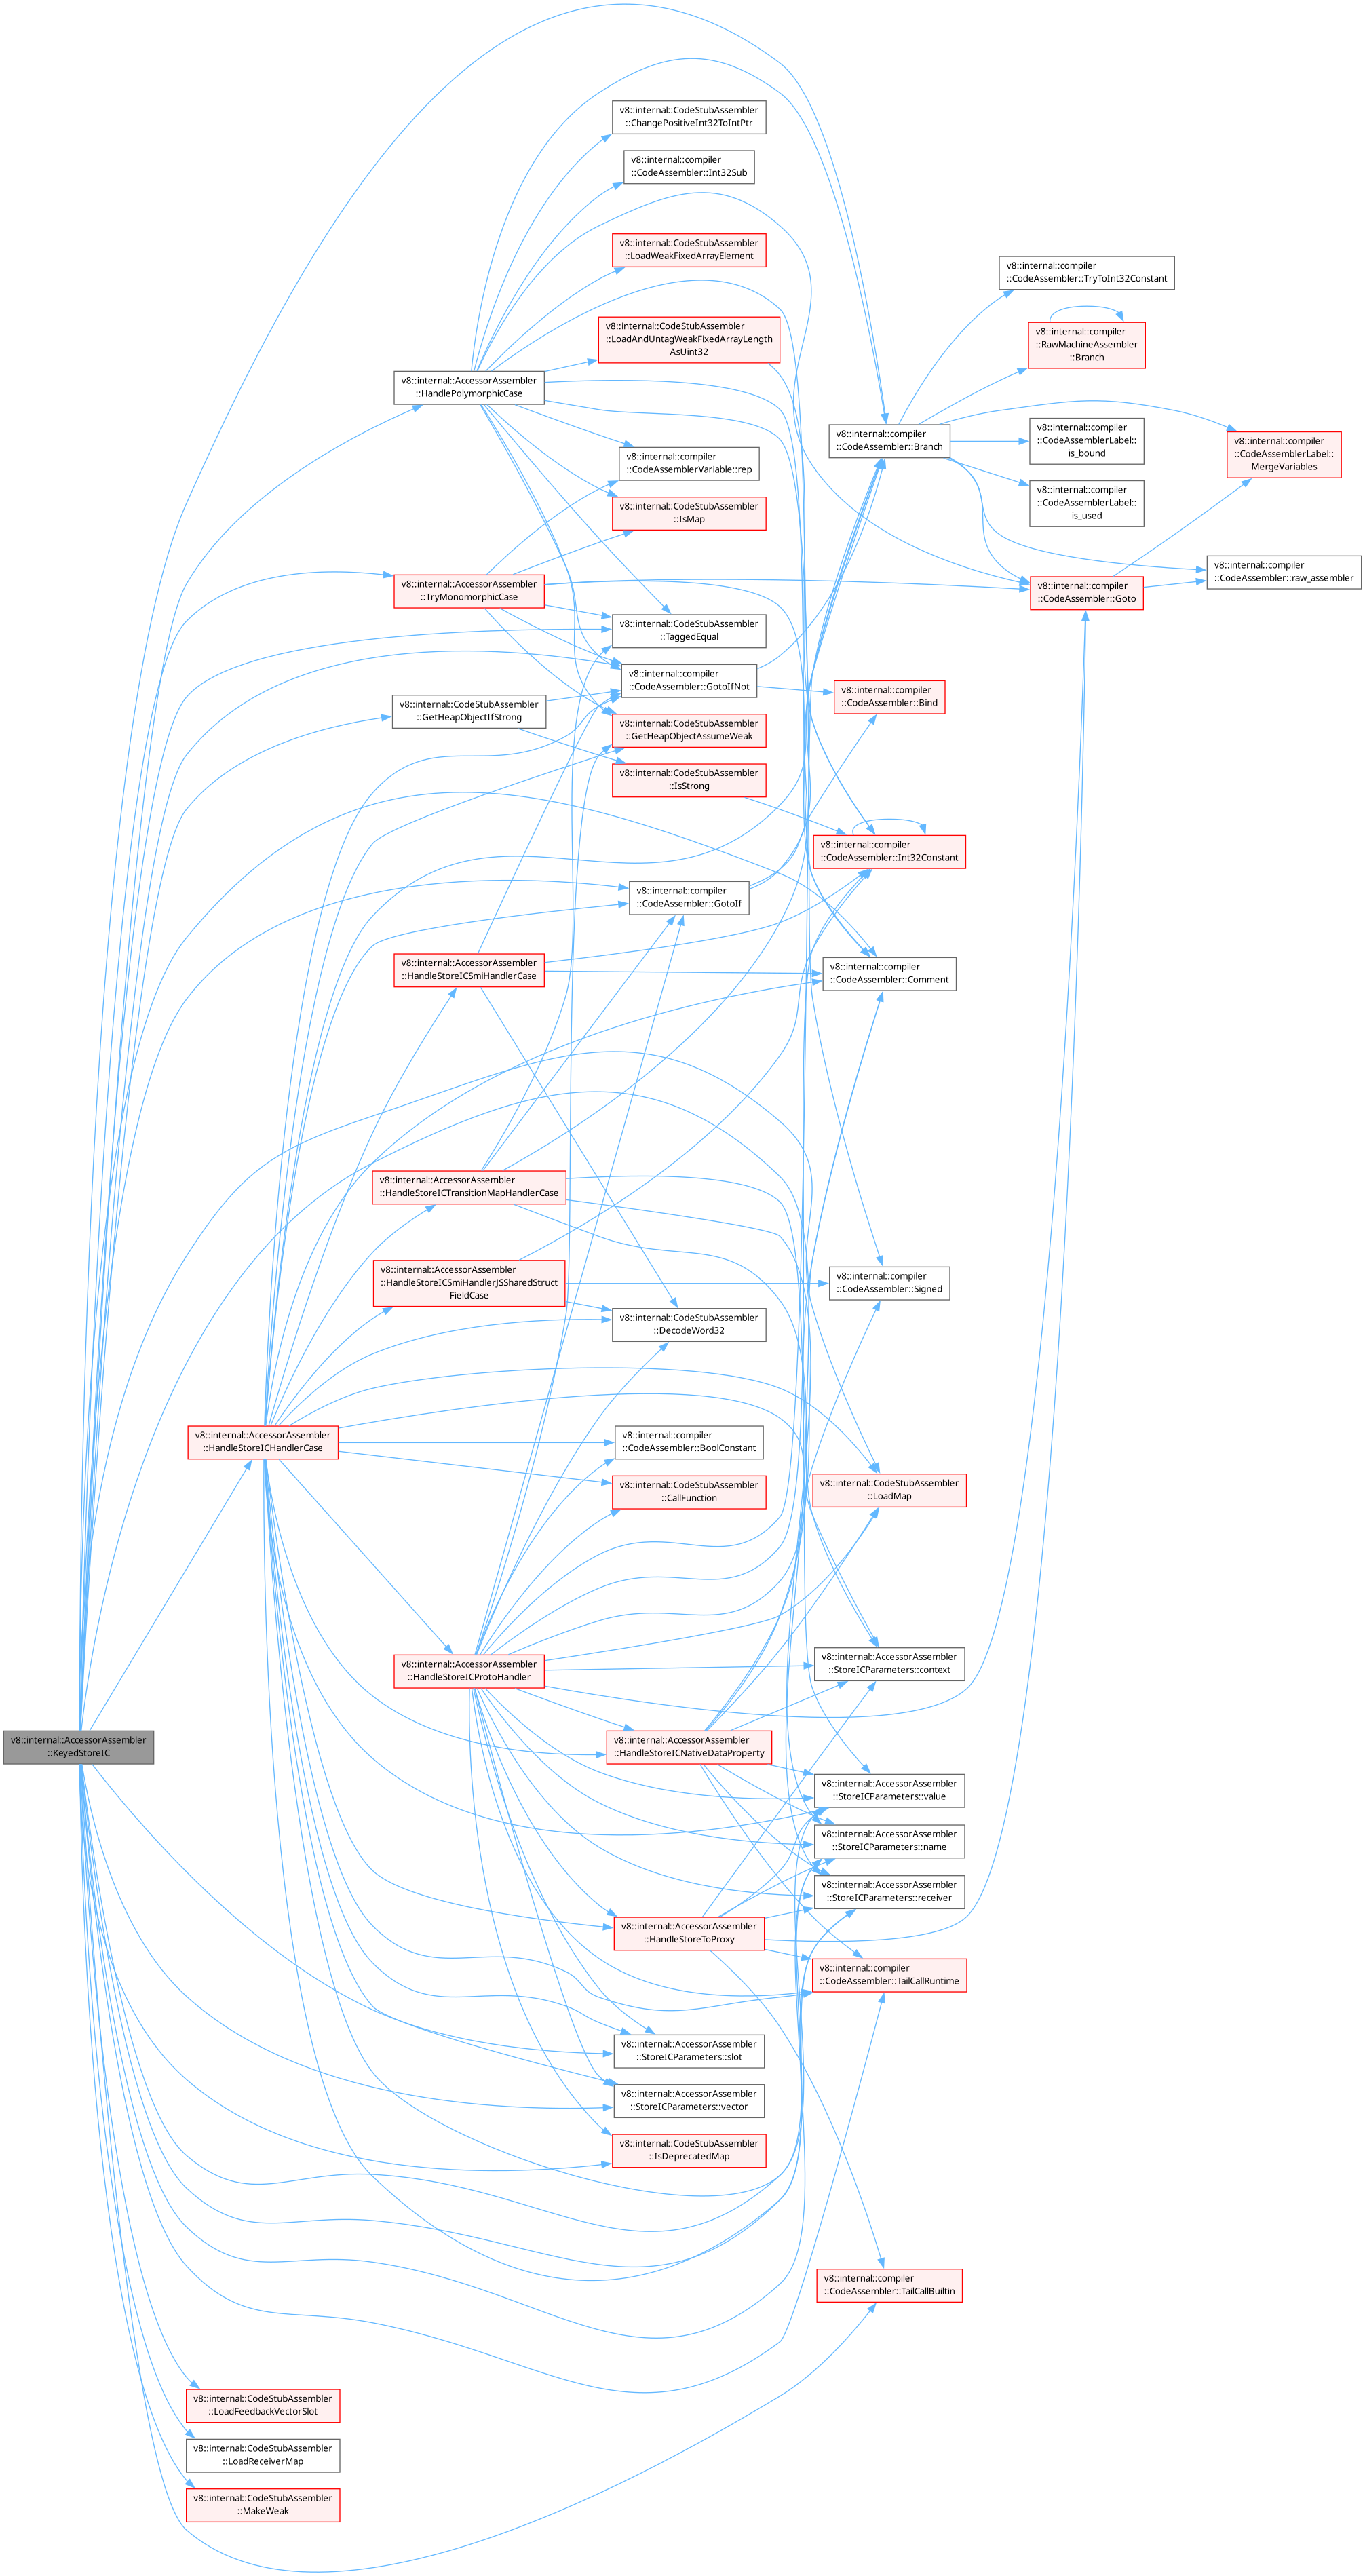 v8::internal::CodeStubAssembler
::ChangePositiveInt32ToIntPtr
v8::internal::compiler
::CodeAssembler::Int32Sub
v8::internal::CodeStubAssembler
::LoadWeakFixedArrayElement
v8::internal::CodeStubAssembler
::LoadAndUntagWeakFixedArrayLength
AsUint32
v8::internal::AccessorAssembler
::HandlePolymorphicCase
v8::internal::compiler
::CodeAssemblerVariable::rep
v8::internal::CodeStubAssembler
::IsMap
v8::internal::AccessorAssembler
::TryMonomorphicCase
v8::internal::CodeStubAssembler
::TaggedEqual
v8::internal::compiler
::CodeAssembler::GotoIfNot
v8::internal::CodeStubAssembler
::GetHeapObjectIfStrong
v8::internal::CodeStubAssembler
::GetHeapObjectAssumeWeak
v8::internal::CodeStubAssembler
::IsStrong
v8::internal::compiler
::CodeAssembler::GotoIf
v8::internal::compiler
::CodeAssembler::Branch
v8::internal::compiler
::CodeAssembler::TryToInt32Constant
v8::internal::compiler
::RawMachineAssembler
::Branch
v8::internal::compiler
::CodeAssemblerLabel::
is_bound
v8::internal::compiler
::CodeAssemblerLabel::
MergeVariables
v8::internal::compiler
::CodeAssemblerLabel::
is_used
v8::internal::compiler
::CodeAssembler::raw_assembler
v8::internal::compiler
::CodeAssembler::Goto
v8::internal::compiler
::CodeAssembler::Bind
v8::internal::compiler
::CodeAssembler::Int32Constant
v8::internal::compiler
::CodeAssembler::Comment
v8::internal::AccessorAssembler
::HandleStoreICSmiHandlerCase
v8::internal::AccessorAssembler
::HandleStoreICTransitionMapHandlerCase
v8::internal::AccessorAssembler
::HandleStoreICSmiHandlerJSSharedStruct
FieldCase
v8::internal::compiler
::CodeAssembler::Signed
v8::internal::CodeStubAssembler
::DecodeWord32
v8::internal::AccessorAssembler
::HandleStoreICHandlerCase
v8::internal::compiler
::CodeAssembler::BoolConstant
v8::internal::CodeStubAssembler
::CallFunction
v8::internal::CodeStubAssembler
::LoadMap
v8::internal::AccessorAssembler
::HandleStoreICProtoHandler
v8::internal::AccessorAssembler
::StoreICParameters::context
v8::internal::AccessorAssembler
::KeyedStoreIC
v8::internal::AccessorAssembler
::HandleStoreICNativeDataProperty
v8::internal::AccessorAssembler
::StoreICParameters::value
v8::internal::AccessorAssembler
::StoreICParameters::name
v8::internal::AccessorAssembler
::StoreICParameters::receiver
v8::internal::AccessorAssembler
::HandleStoreToProxy
v8::internal::compiler
::CodeAssembler::TailCallRuntime
v8::internal::AccessorAssembler
::StoreICParameters::slot
v8::internal::AccessorAssembler
::StoreICParameters::vector
v8::internal::CodeStubAssembler
::IsDeprecatedMap
v8::internal::compiler
::CodeAssembler::TailCallBuiltin
v8::internal::CodeStubAssembler
::LoadFeedbackVectorSlot
v8::internal::CodeStubAssembler
::LoadReceiverMap
v8::internal::CodeStubAssembler
::MakeWeak